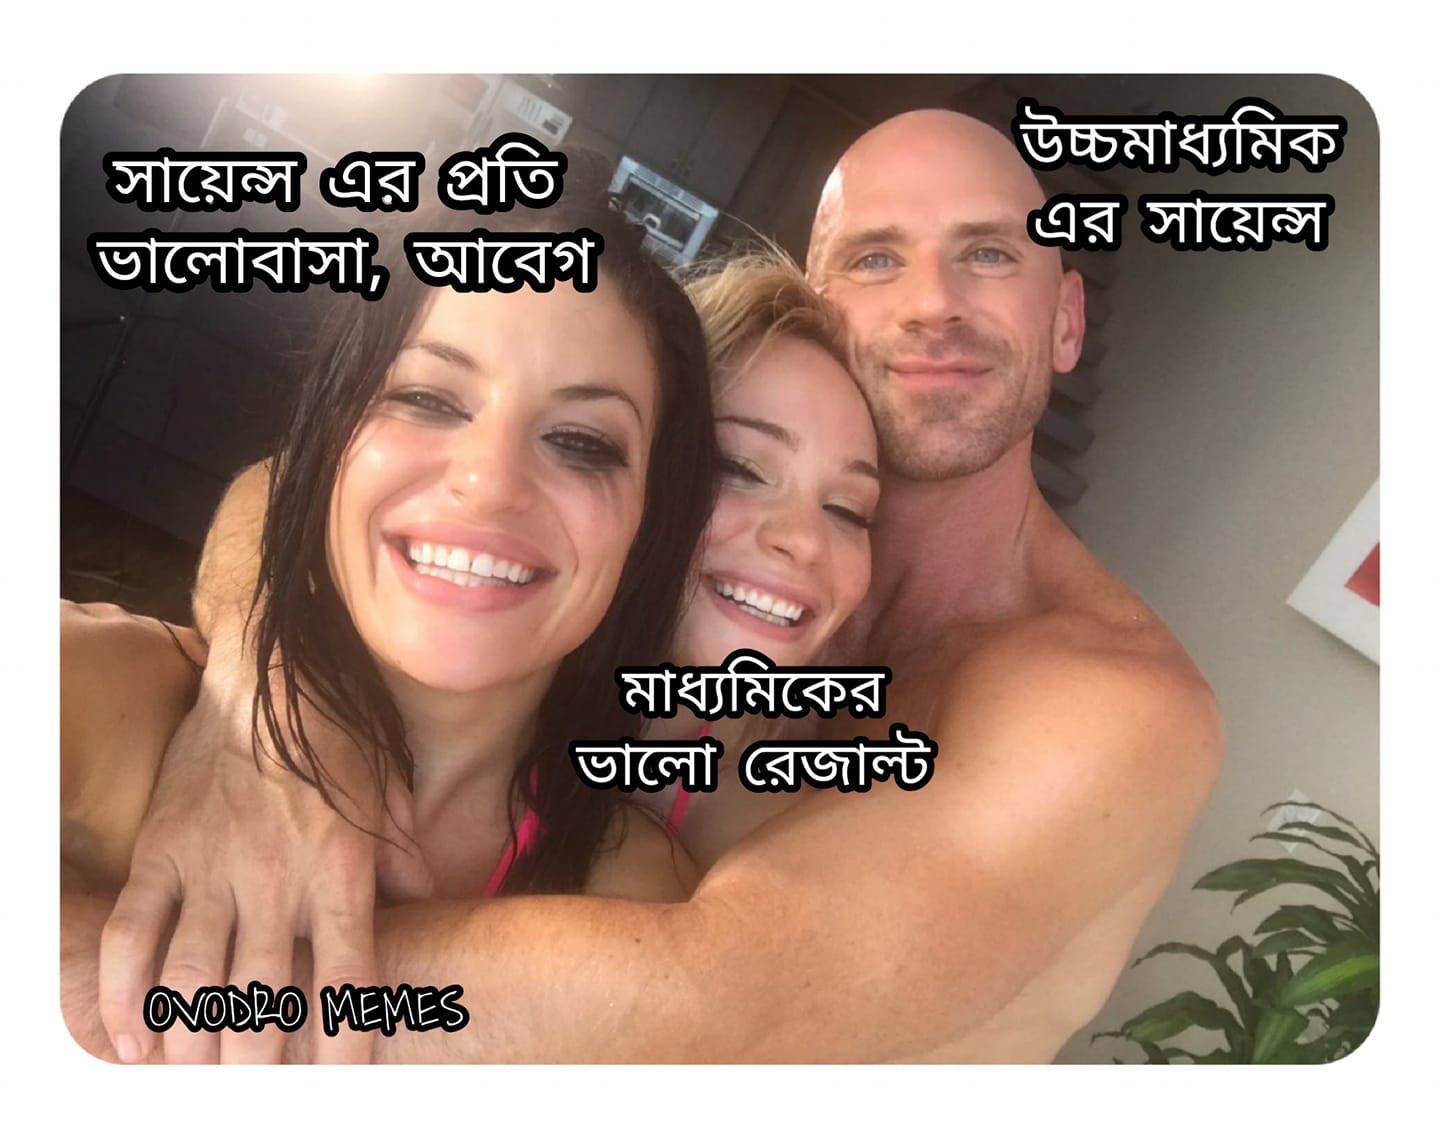 সায়েন্স এর প্রতি
ভালোবাসা, আবেগ
উচ্চমাধ্যমিক
এর সায়েন্স
মাধ্যমিকের
ভালো রেজাল্ট
OVODRO MEMES